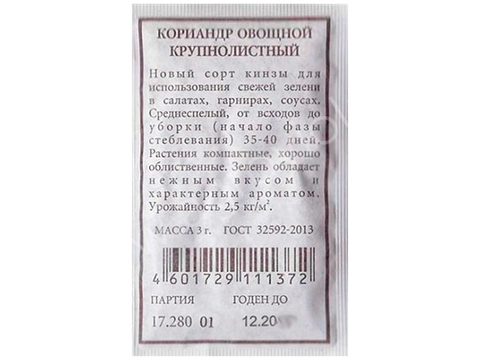 КОРИАНДР ОВОЩНОЙ
КРУПНОЛИСТНЫЙ
Новый сорт кинзы для
использования свежей зелени
в салатах, гарнирах, соусах.
Среднеспелый, от всходов до
уборки (начало фазы
стеблевания) 35-40 дней.
Растения компактные, хорошо
облиственные. Зелень обладает
нежным вкусом и
характерным ароматом.
Урожайность 2,5 кг/м².
МАССА 3 г. ГОСТ 32592-2013
4 601729 111372
ПАРТИЯ ГОДЕН ДО
17.280 01 12.20